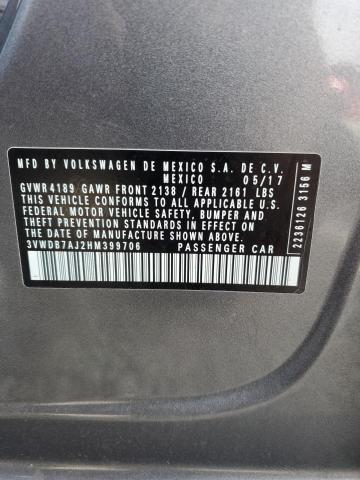 MFD BY VOLKSWAGEN DE MEXICO S.A. DE C.V.
MEXICO 05/17
GVWR 4189 GAWR FRONT 2138 / REAR 2161 LBS
THIS VEHICLE CONFORMS TO ALL APPLICABLE U.S.
FEDERAL MOTOR VEHICLE SAFETY, BUMPER AND
THEFT PREVENTION STANDARDS IN EFFECT ON
THE DATE OF MANUFACTURE SHOWN ABOVE.
3VWDB7AJ2HM399706 PASSENGER CAR
2236126 3156 M